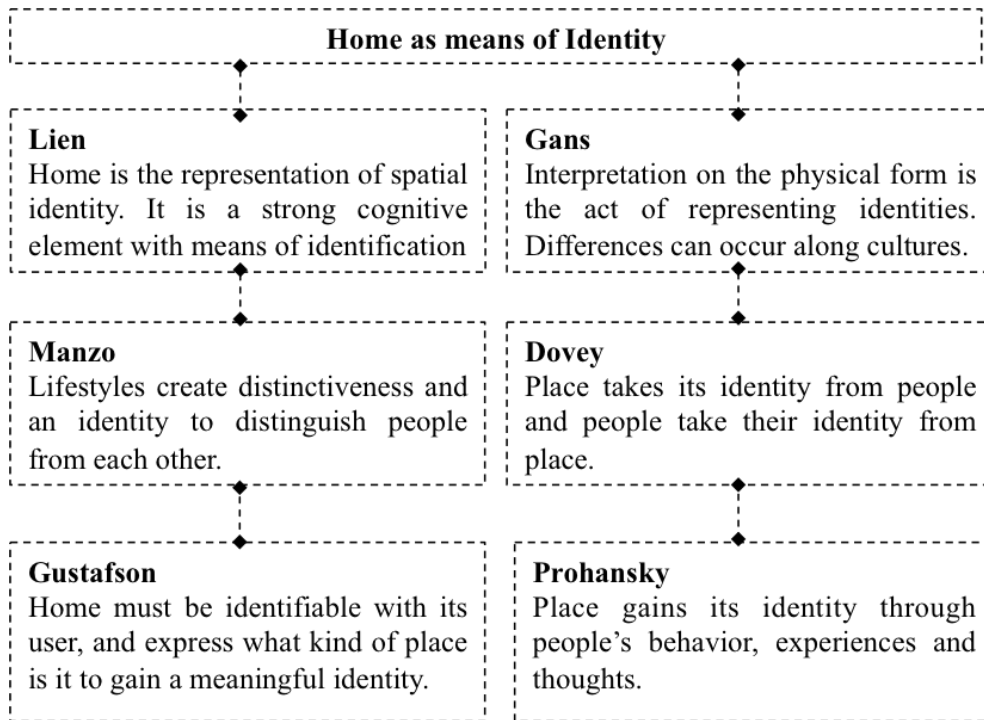 Home as means of Identity
Lien
Home is the representation of spatial
identity. It is a strong cognitive
element with means of identification
Gans
Interpretation on the physical form is
the act of representing identities.
Differences can occur along cultures.
Manzo
Lifestyles create distinctiveness and
an identity to distinguish people
from each other.
Dovey
Place takes its identity from people
and people take their identity from
place.
Gustafson
Home must be identifiable with its
user, and express what kind of place
is it to gain a meaningful identity.
Prohansky
Place gains its identity through
people’s behavior, experiences and
thoughts.